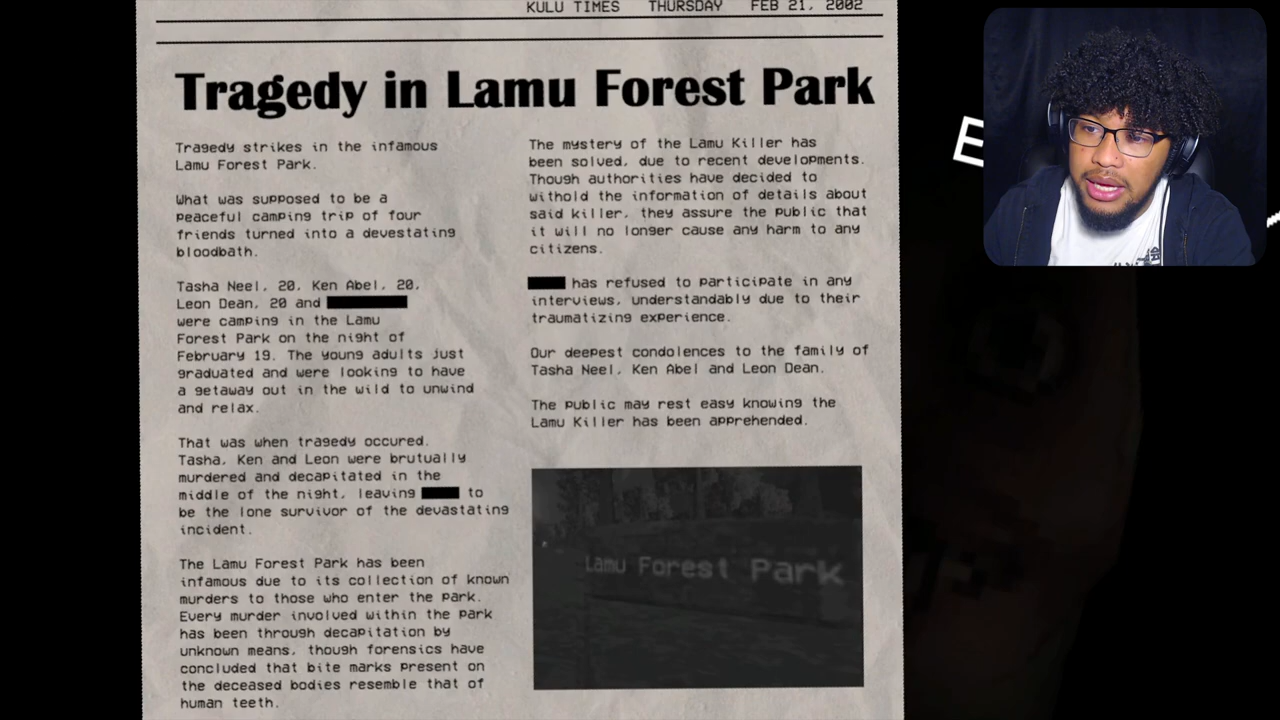 KULU TIMES THURSDAY FEB 21, 2002
Tragedy in Lamu Forest Park
Tragedy strikes in the infamous
Lamu Forest Park.
What was supposed to be a
peaceful camping trip of four
friends turned into a devestating
bloodbath.
Tasha Neel, 20, Ken Abel, 20,
Leon Dean, 20 and
were camping in the Lamu
Forest Park on the night of
February 19. The young adults just
graduated and were looking to have
a getaway out in the wild to unwind
and relax.
That was when tragedy occured.
Tasha, Ken and Leon were brutually
murdered and decapitated in the
middle of the night, leaving to
be the lone survivor of the devastating
incident.
The Lamu Forest Park has been
infamous due to its collection of known
murders to those who enter the park.
Every murder involved within the park
has been through decapitation by
unknown means, though forensics have
concluded that bite marks present on
the deceased bodies resemble that of
human teeth.
The mystery of the Lamu Killer has
been solved, due to recent developments.
Though authorities have decided to
withold the information of details about
said killer, they assure the public that
it will no longer cause any harm to any
citizens.
has refused to participate in any
interviews, understandably due to their
traumatizing experience.
Our deepest condolences to the family of
Tasha Neel, Ken Abel and Leon Dean.
The public may rest easy knowing the
Lamu Killer has been apprehended.
Lamu Forest Park
E